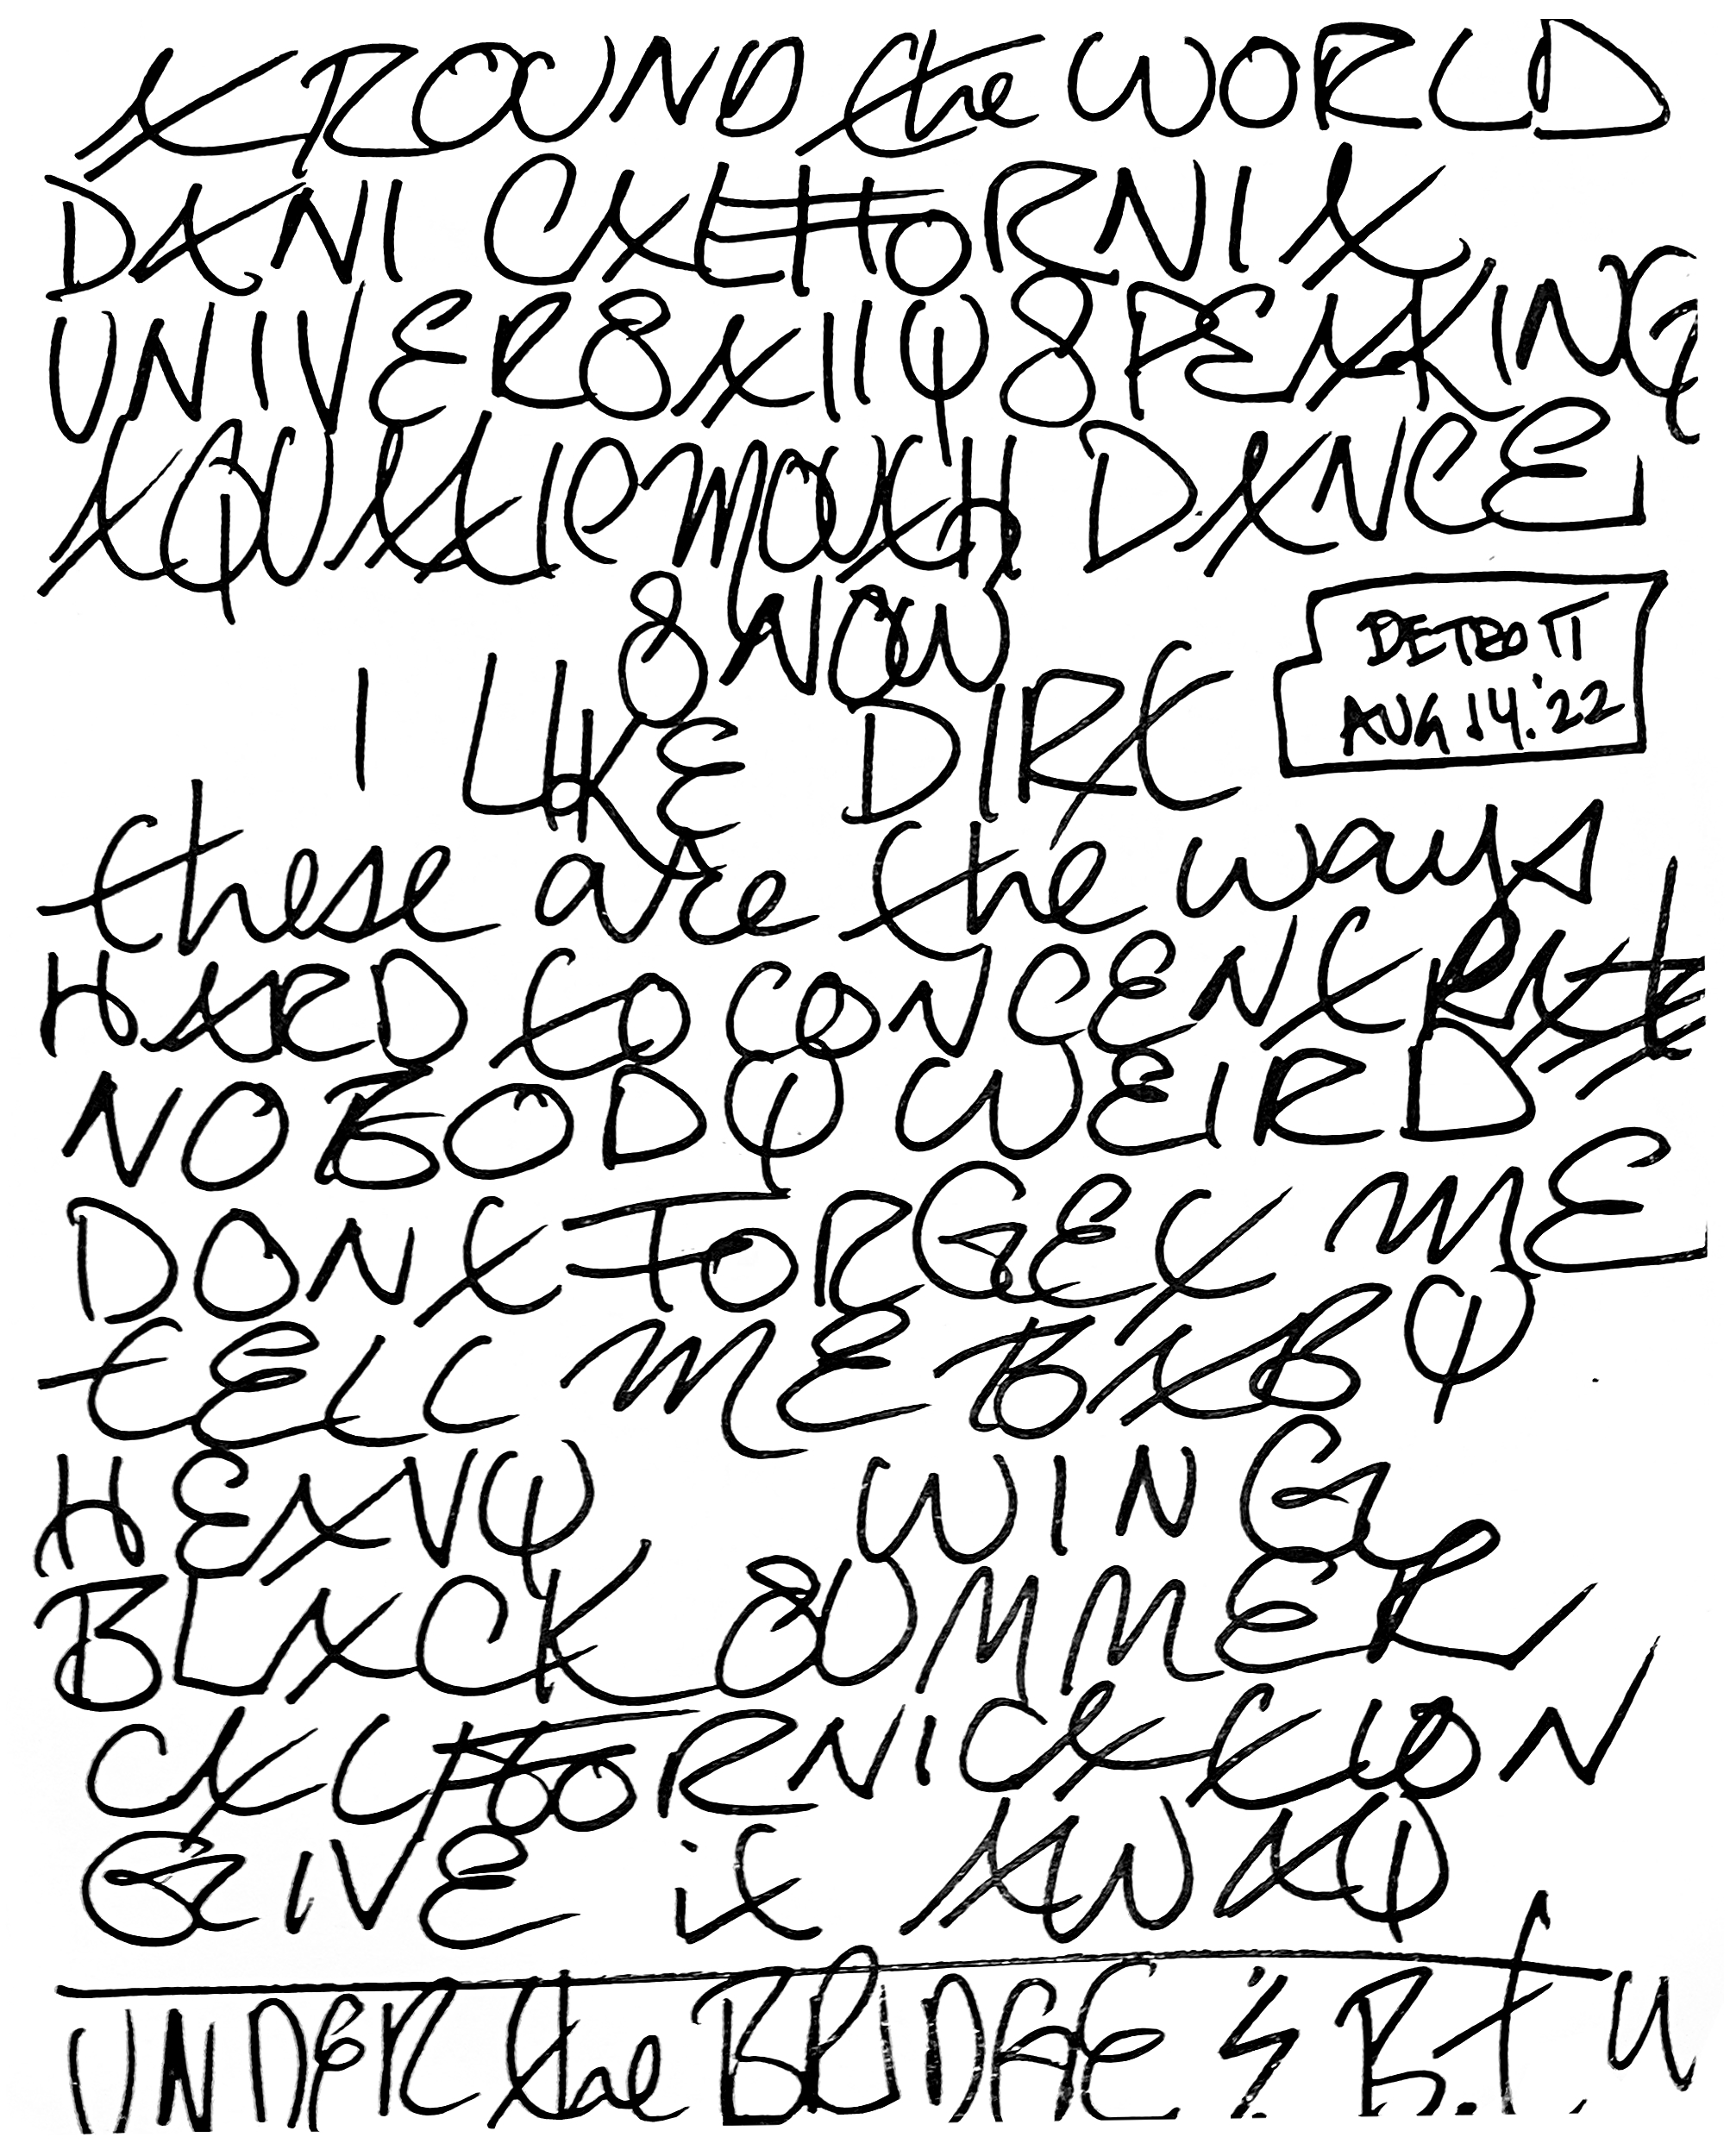 AROUND the WORLD
DANI CALIFORNIA
UNIVERSALLY SPEAKING
AQUATIC MOUTH DANCE
SNOW
DETROIT
AUG 14.'22
I LIKE DIRT
these are the ways
HARD to CONCENTRATE
NOBODY WEIRD
DONT FORGET ME
tELL ME BABY
HEAVY WING
BLACK SUMMER
CALIFORNICATION
GIVE it AWAY
UNDER the BRIDGE